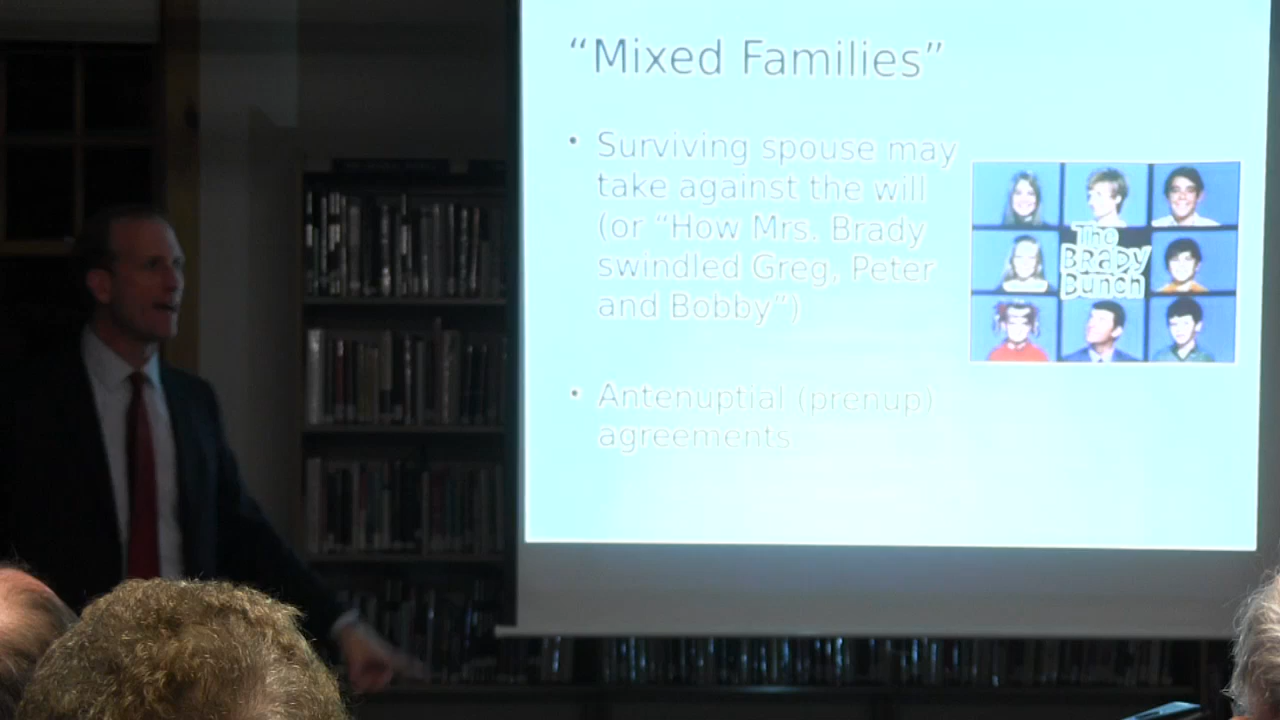 “Mixed Families”
• Surviving spouse may
take against the will
(or “How Mrs. Brady
swindled Greg, Peter
and Bobby”)
The
Brady
Bunch
• Antenuptial (prenup)
agreements